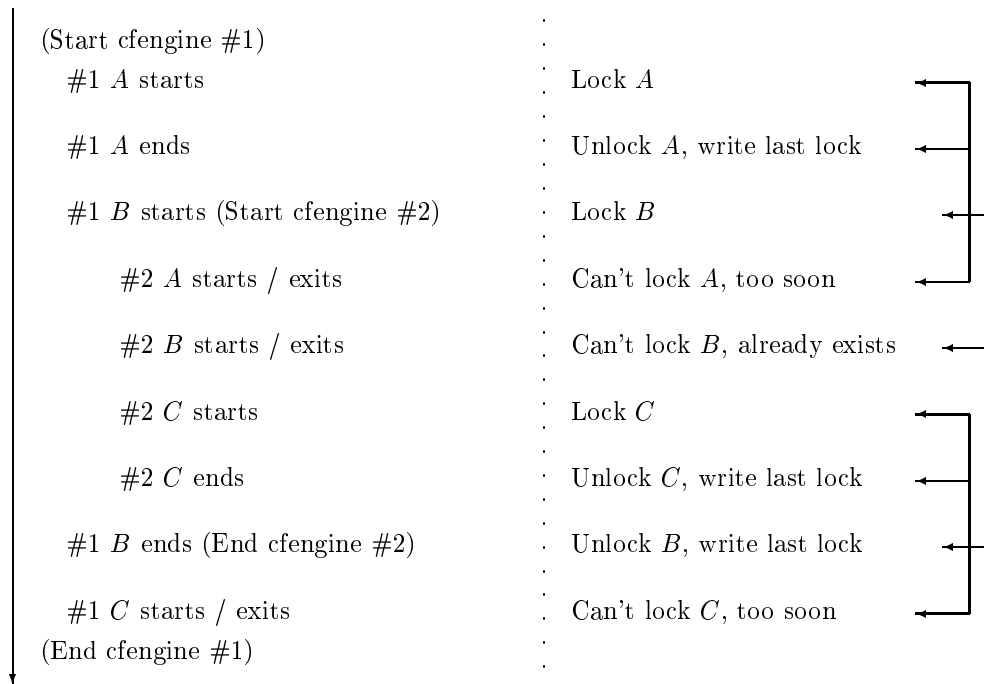 (Start cfengine #1)
#1 A starts Lock A
#1 A ends Unlock A, write last lock
#1 B starts (Start cfengine #2) Lock B
#2 A starts / exits Can't lock A, too soon
#2 B starts / exits Can't lock B, already exists
#2 C starts Lock C
#2 C ends Unlock C, write last lock
#1 B ends (End cfengine #2) Unlock B, write last lock
#1 C starts / exits Can't lock C, too soon
(End cfengine #1)